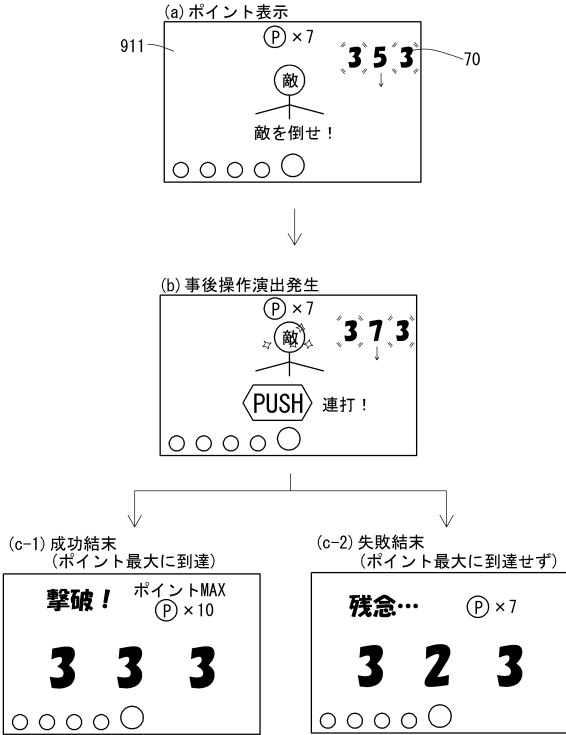 (a)ポイント表示
911
Ⓟ×7
3 5 3
70
敵
敵を倒せ！
(b)事後操作演出発生
Ⓟ×7
敵
3 7 3
PUSH 連打！
(c-1)成功結末
(ポイント最大に到達)
撃破！
ポイントMAX
Ⓟ×10
3 3 3
(c-2)失敗結末
(ポイント最大に到達せず)
残念…
Ⓟ×7
3 2 3